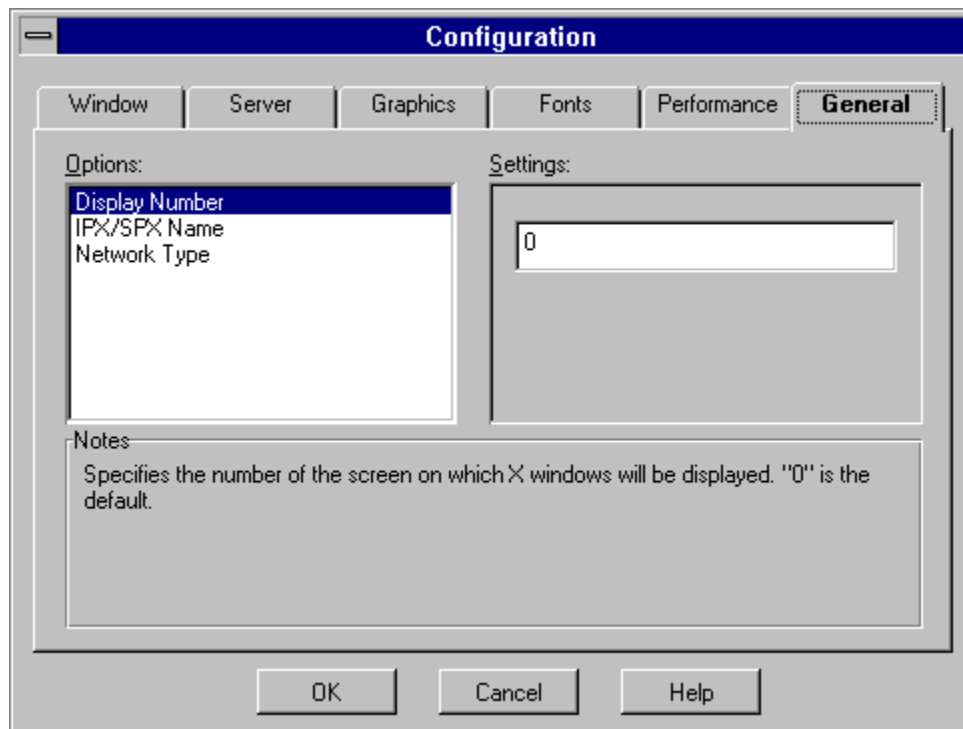 Configuration
Window Server Graphics Fonts Performance General
Options: Settings:
Display Number
IPX/SPX Name
Network Type
0
Notes
Specifies the number of the screen on which X windows will be displayed. "0" is the
default.
OK Cancel Help